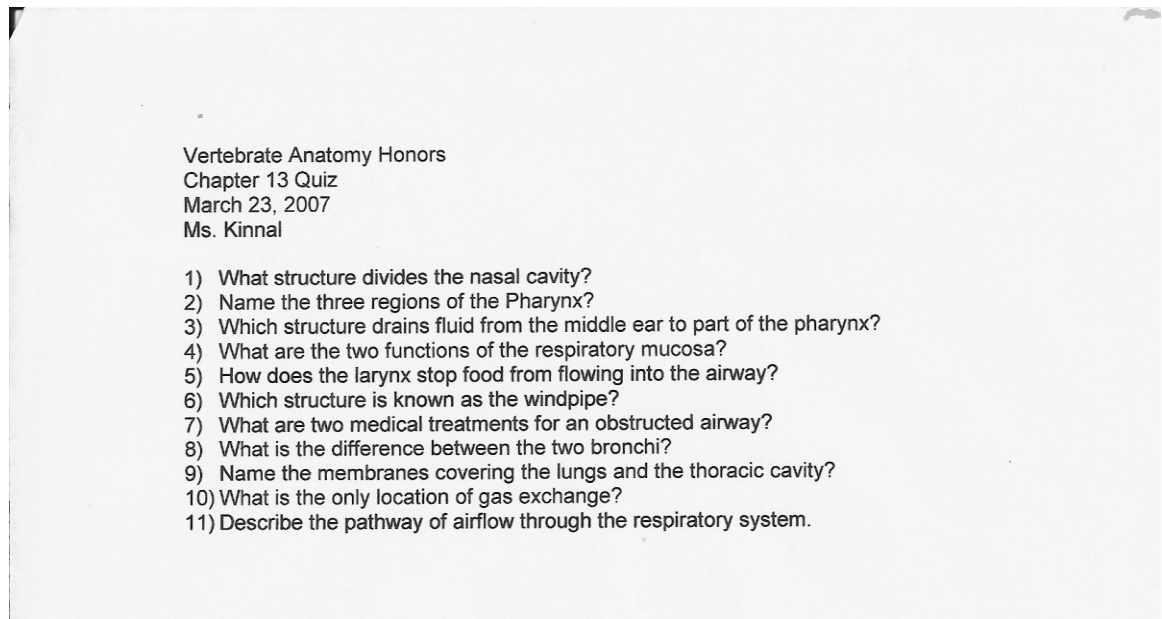 Vertebrate Anatomy Honors
Chapter 13 Quiz
March 23, 2007
Ms. Kinnal
1) What structure divides the nasal cavity?
2) Name the three regions of the Pharynx?
3) Which structure drains fluid from the middle ear to part of the pharynx?
4) What are the two functions of the respiratory mucosa?
5) How does the larynx stop food from flowing into the airway?
6) Which structure is known as the windpipe?
7) What are two medical treatments for an obstructed airway?
8) What is the difference between the two bronchi?
9) Name the membranes covering the lungs and the thoracic cavity?
10) What is the only location of gas exchange?
11) Describe the pathway of airflow through the respiratory system.